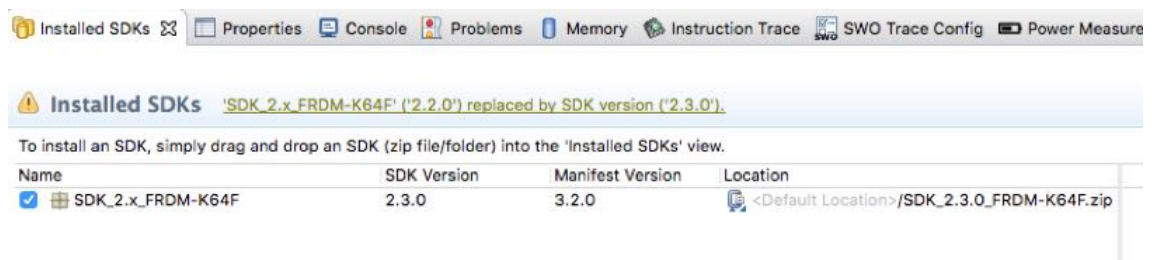 Installed SDKs Properties Console Problems Memory Instruction Trace SWO Trace Config Power Measure
Installed SDKs 'SDK_2.x_FRDM-K64F' ('2.2.0') replaced by SDK version ('2.3.0').
To install an SDK, simply drag and drop an SDK (zip file/folder) into the 'Installed SDKs' view.
Name SDK Version Manifest Version Location
SDK_2.x_FRDM-K64F 2.3.0 3.2.0 <Default Location>/SDK_2.3.0_FRDM-K64F.zip